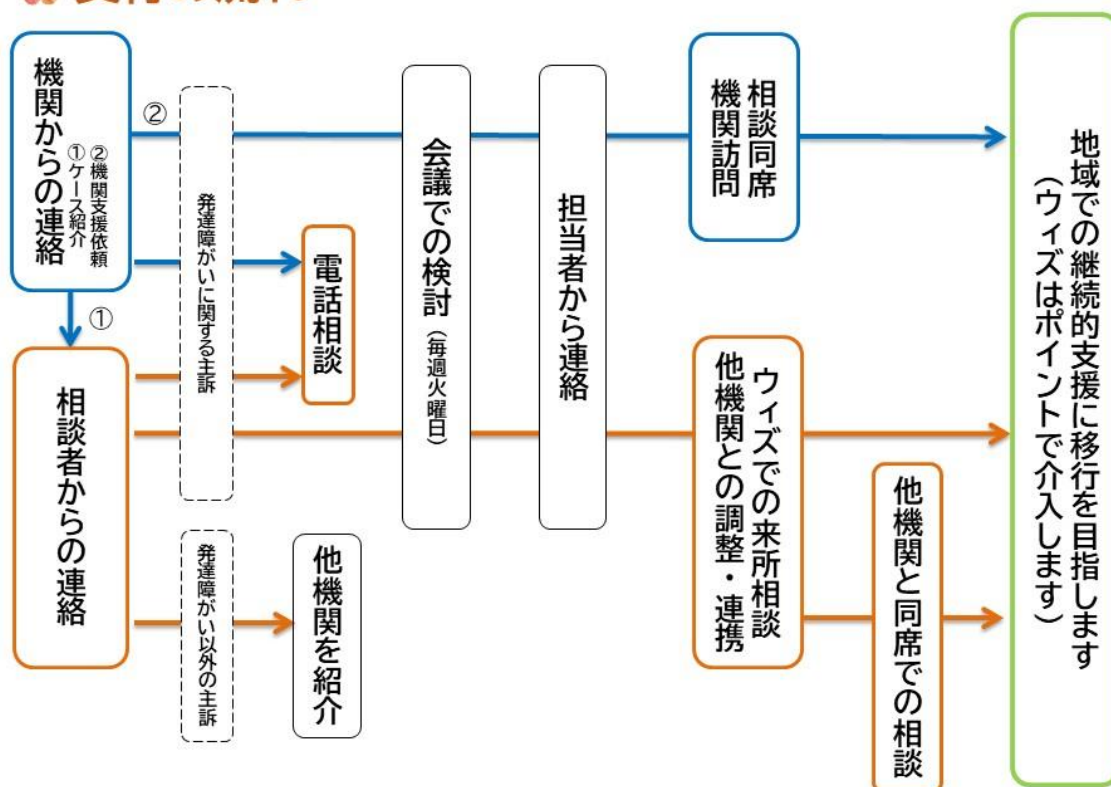 機関からの連絡
①ケース紹介
②機関支援依頼
②
①
相談者からの連絡
発達障がいに関する主訴
電話相談
発達障がい以外の主訴
他機関を紹介
会議での検討（毎週火曜日）
担当者から連絡
相談同席
機関訪問
ウィズでの来所相談
他機関との調整・連携
他機関と同席での相談
地域での継続的支援に移行を目指します
（ウィズはポイントで介入します）